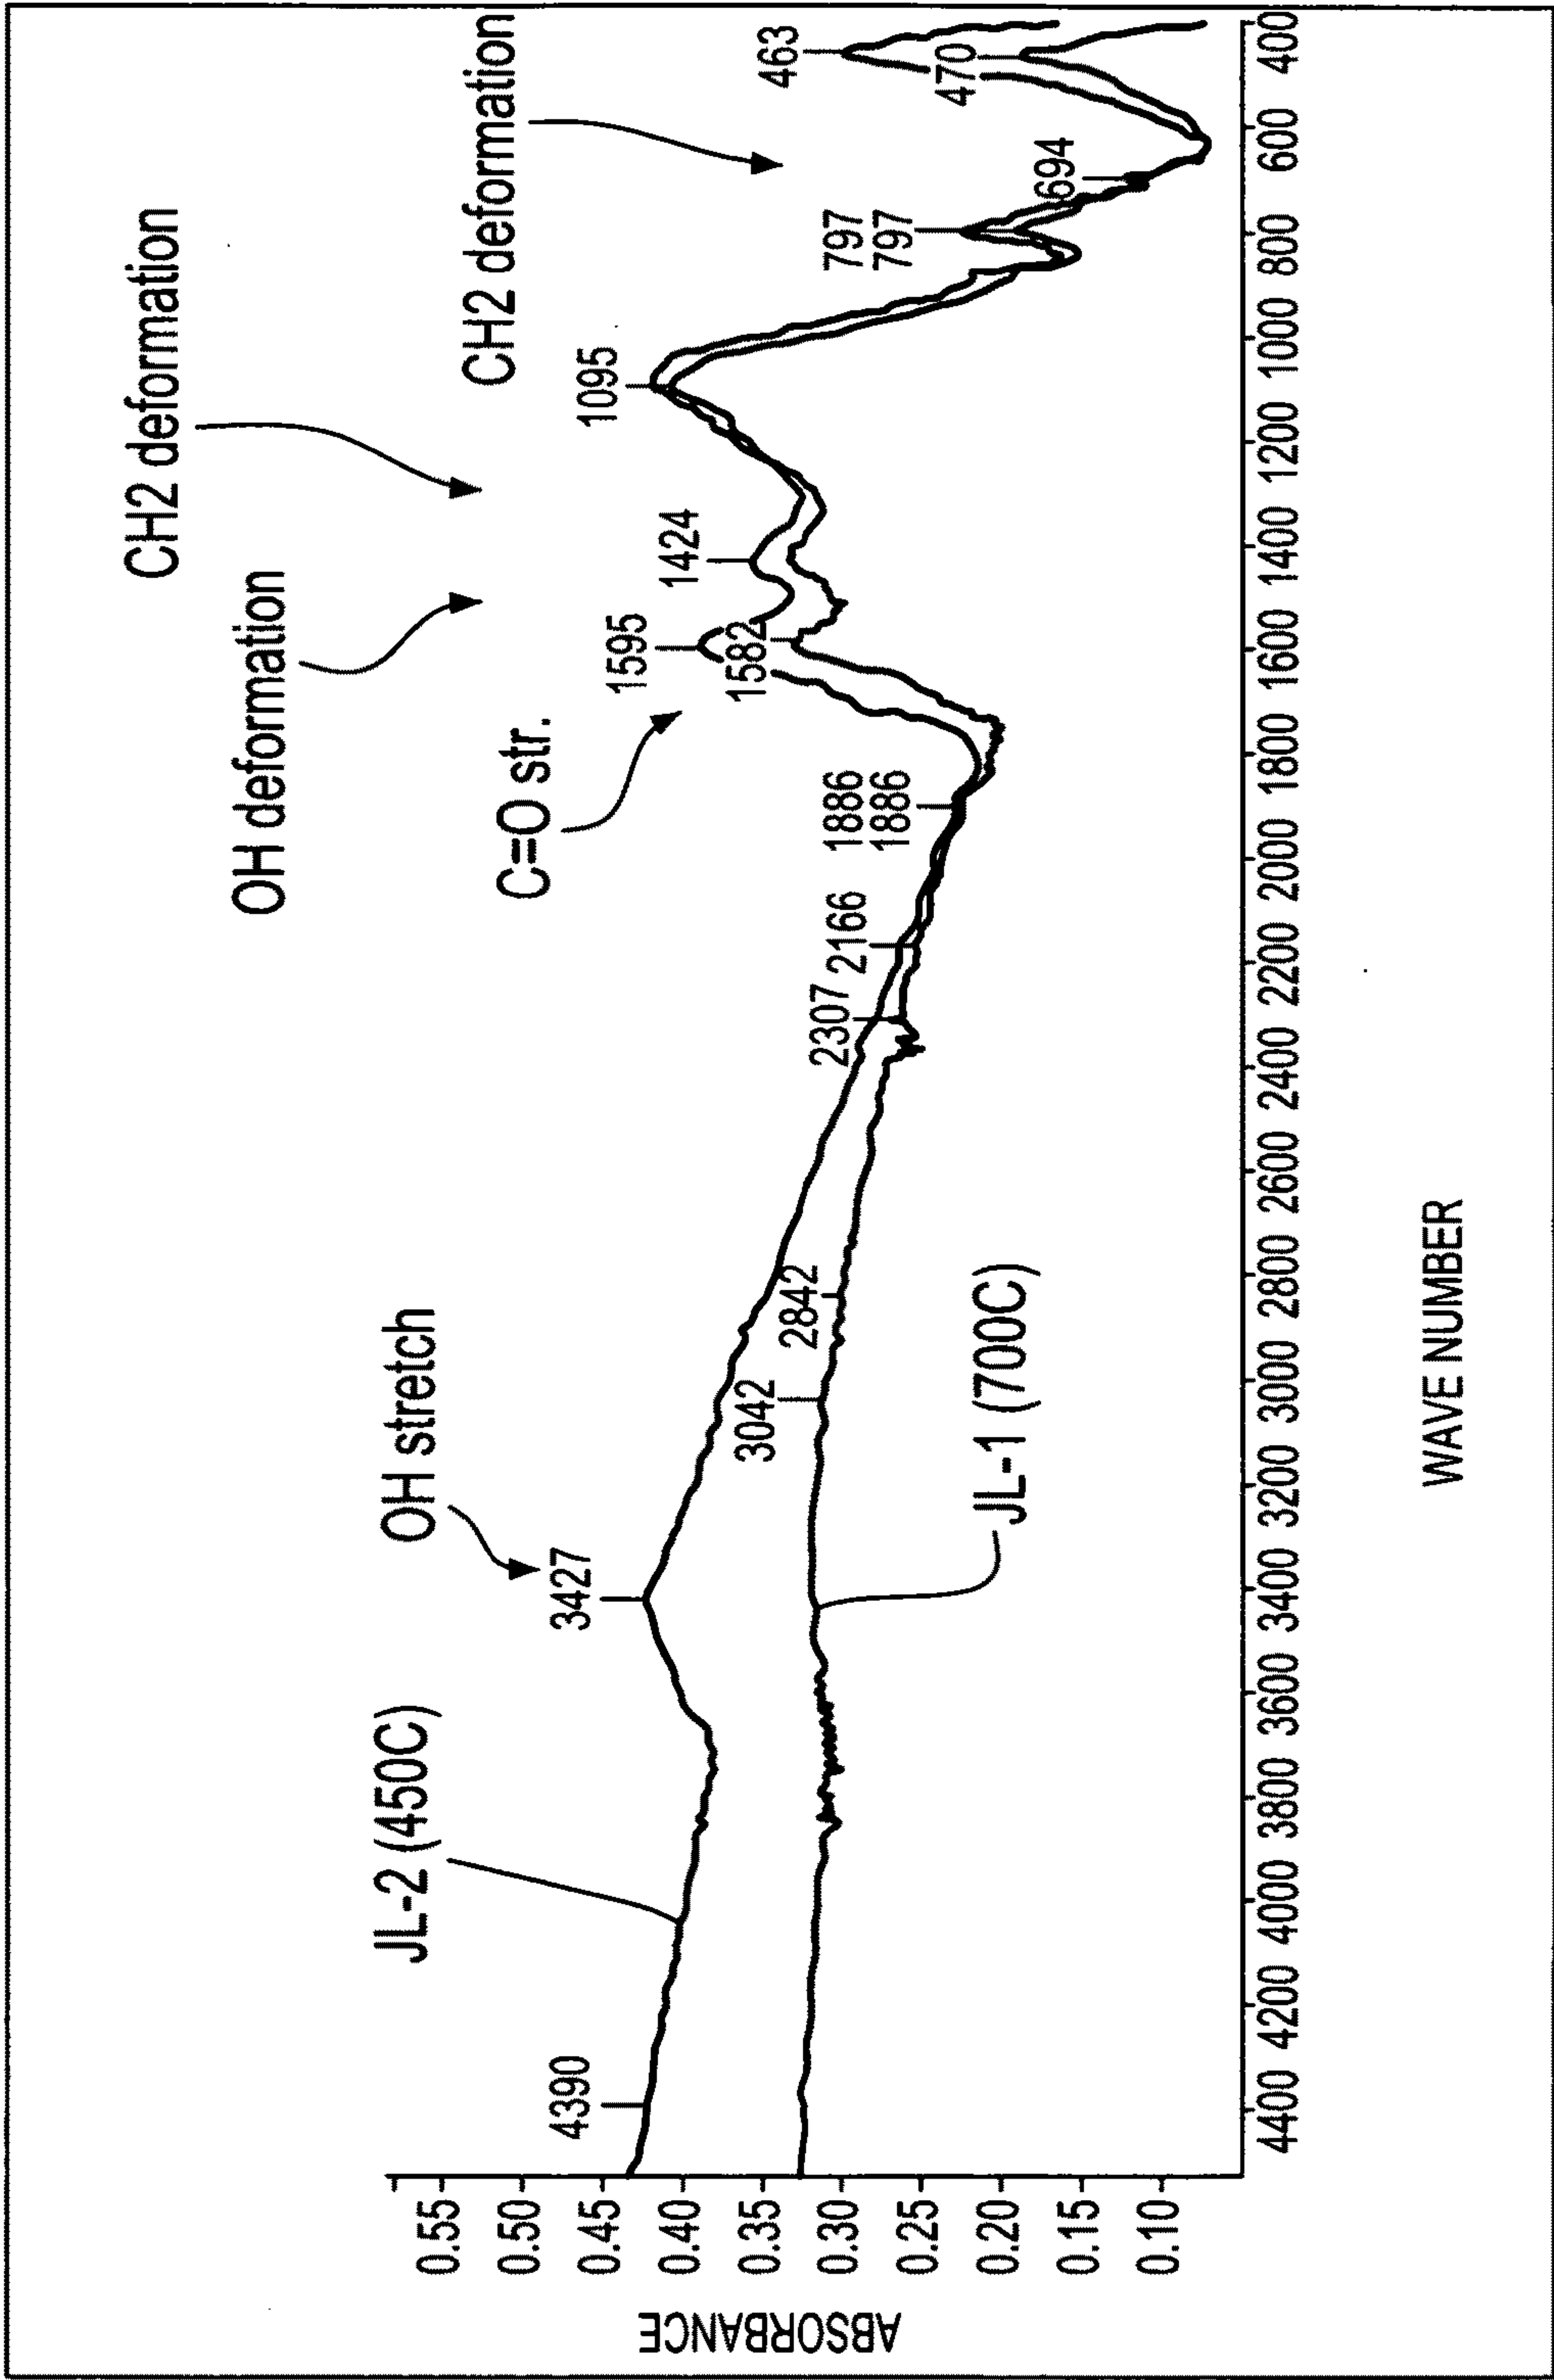 CH2 deformation
OH deformation
CH2 deformation
OH stretch
JL-2 (450C)
C=O str.
4390
3427
3042
2842
2307
2166
1886
1886
1595
1582
1424
1095
797
797
694
470
463
JL-1 (700C)
ABSORBANCE
0.55
0.50
0.45
0.40
0.35
0.30
0.25
0.20
0.15
0.10
4400 4200 4000 3800 3600 3400 3200 3000 2800 2600 2400 2200 2000 1800 1600 1400 1200 1000 800 600 400
WAVE NUMBER